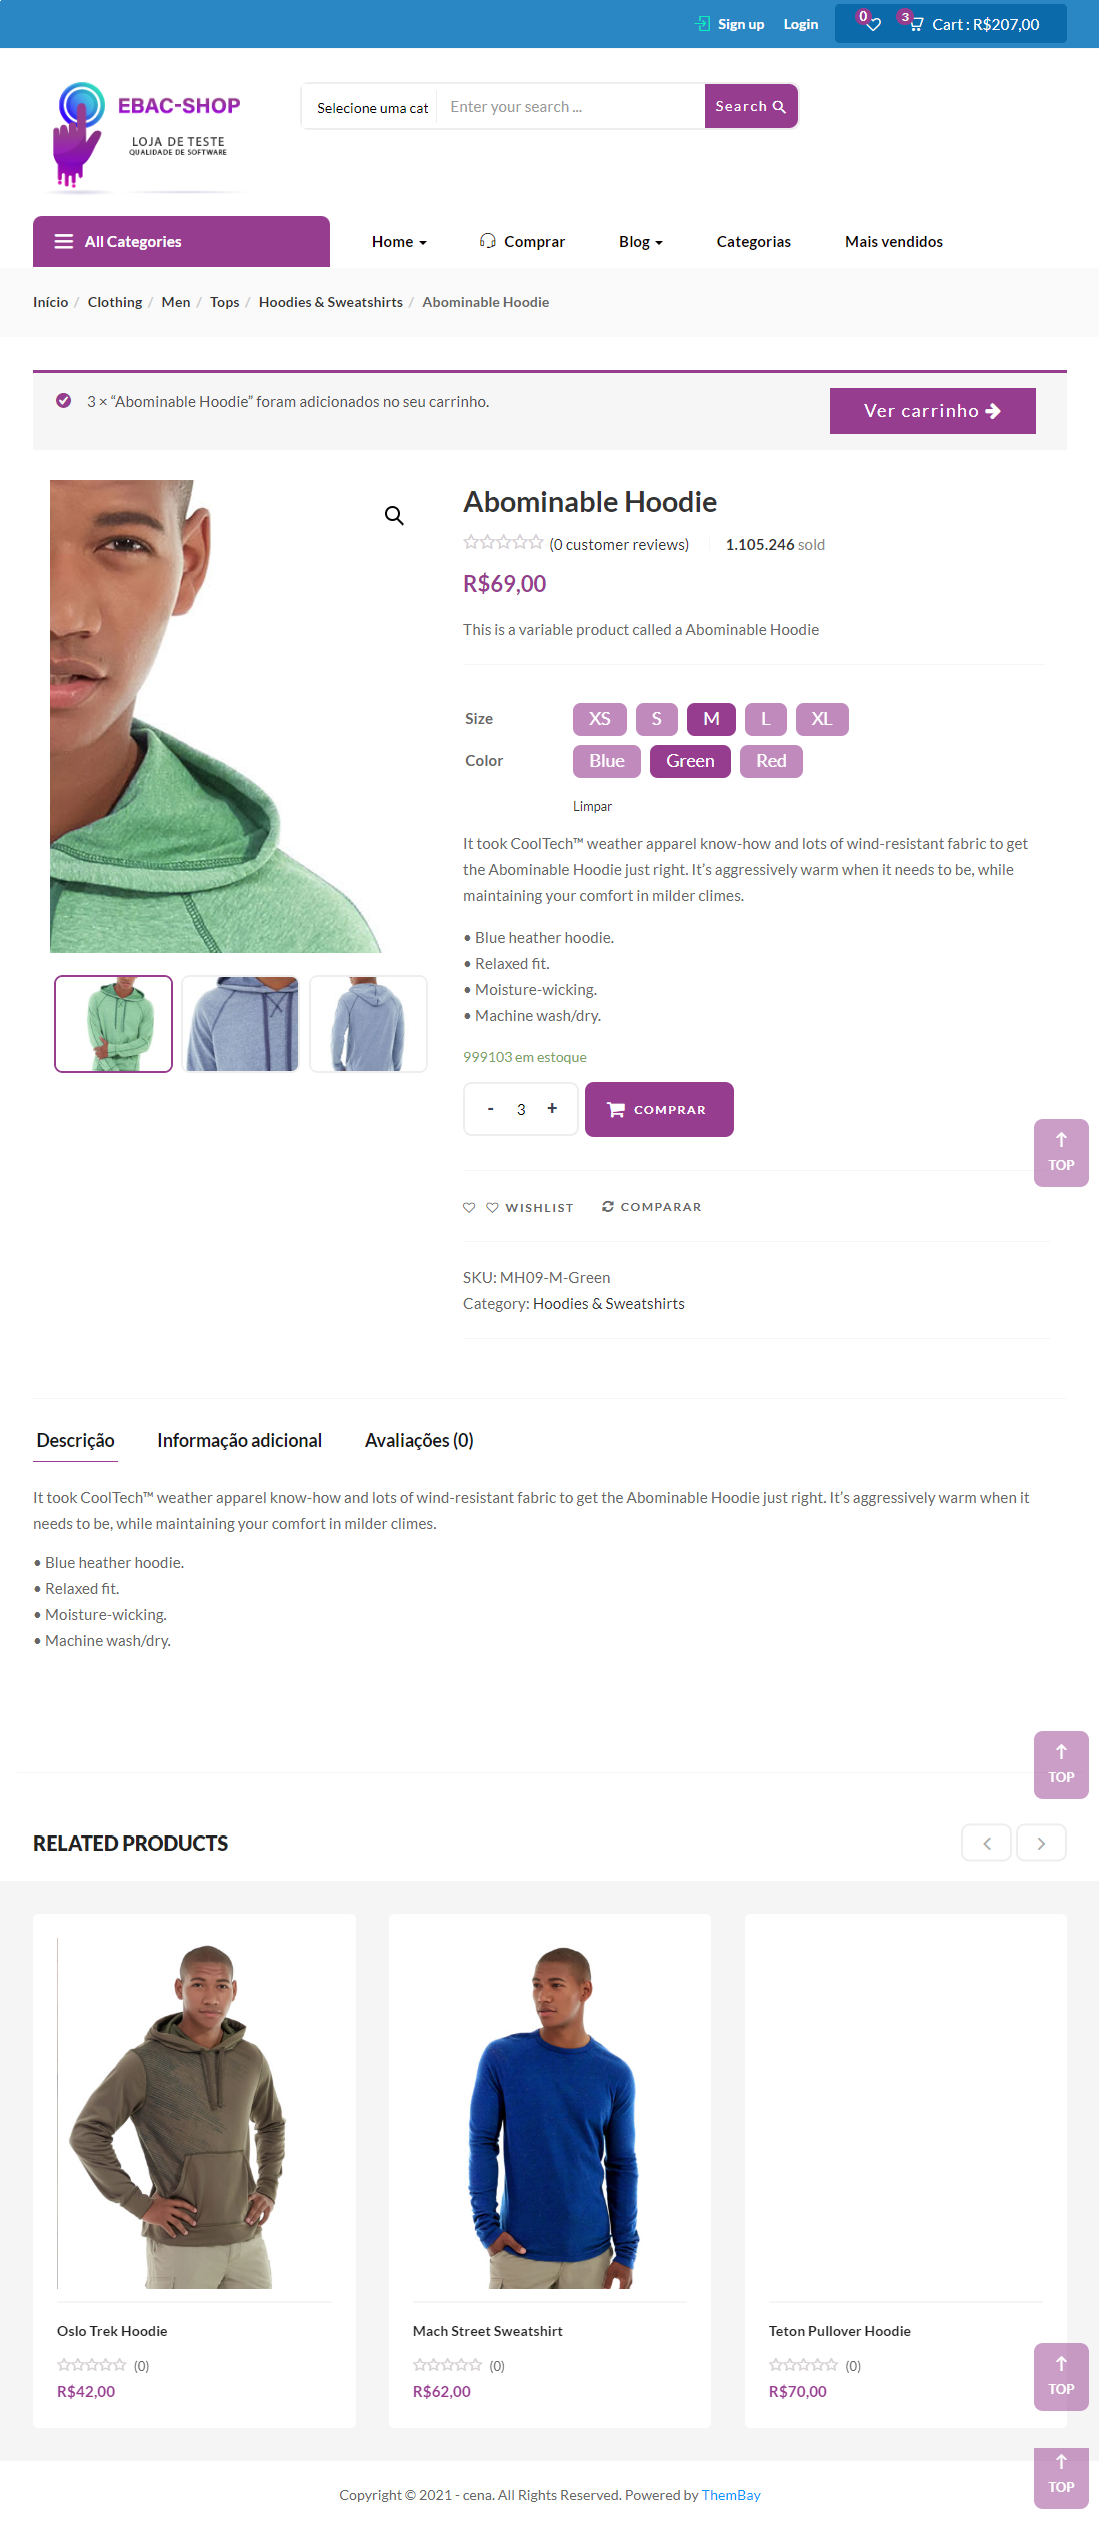 Sign up
Login
0
3
Cart : R$207,00
EBAC-SHOP
LOJA DE TESTE
QUALIDADE DE SOFTWARE
Selecione uma cat
Enter your search ...
Search
All Categories
Home
Comprar
Blog
Categorias
Mais vendidos
Início / Clothing / Men / Tops / Hoodies & Sweatshirts / Abominable Hoodie
3 × “Abominable Hoodie” foram adicionados no seu carrinho.
Ver carrinho
Abominable Hoodie
(0 customer reviews)
1.105.246 sold
R$69,00
This is a variable product called a Abominable Hoodie
Size
XS
S
M
L
XL
Color
Blue
Green
Red
Limpar
It took CoolTech™ weather apparel know-how and lots of wind-resistant fabric to get
the Abominable Hoodie just right. It’s aggressively warm when it needs to be, while
maintaining your comfort in milder climes.
• Blue heather hoodie.
• Relaxed fit.
• Moisture-wicking.
• Machine wash/dry.
999103 em estoque
- 3 +
COMPRAR
TOP
WISHLIST
COMPARAR
SKU: MH09-M-Green
Category: Hoodies & Sweatshirts
Descrição
Informação adicional
Avaliações (0)
It took CoolTech™ weather apparel know-how and lots of wind-resistant fabric to get the Abominable Hoodie just right. It’s aggressively warm when it
needs to be, while maintaining your comfort in milder climes.
• Blue heather hoodie.
• Relaxed fit.
• Moisture-wicking.
• Machine wash/dry.
TOP
RELATED PRODUCTS
Oslo Trek Hoodie
(0)
R$42,00
Mach Street Sweatshirt
(0)
R$62,00
Teton Pullover Hoodie
(0)
R$70,00
TOP
TOP
Copyright © 2021 - cena. All Rights Reserved. Powered by ThemBay